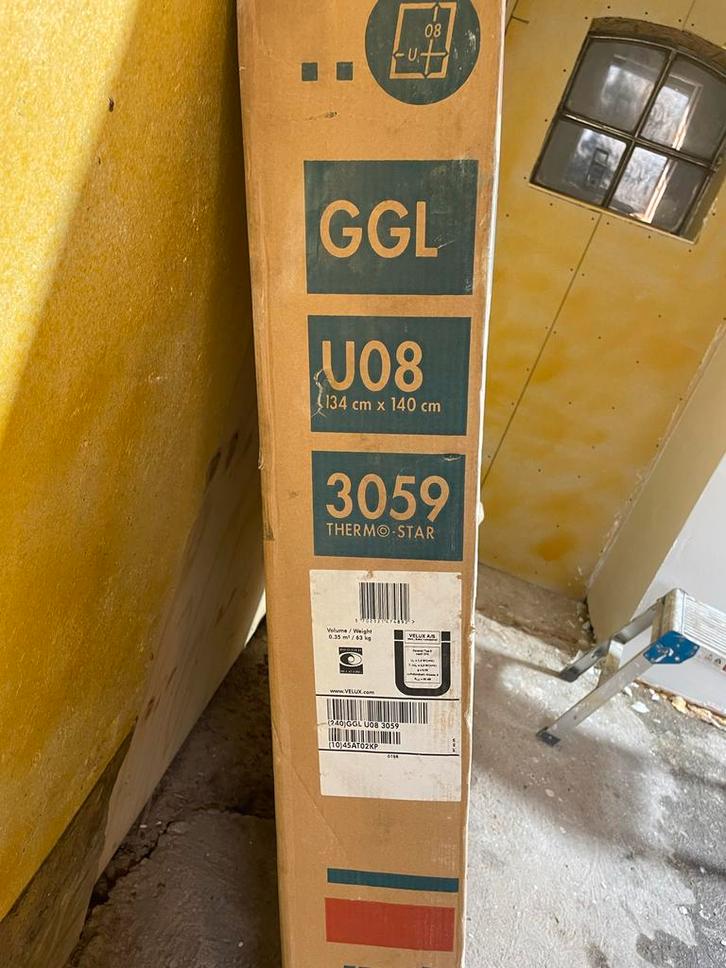 08
U
GGL
U08
134 cm x 140 cm
3059
THERMO-STAR
Volume / Weight
0.35 m³ / 63 kg
VELUX A/S
www.VELUX.com
(240)GGL U08 3059
(10)45AT02KP